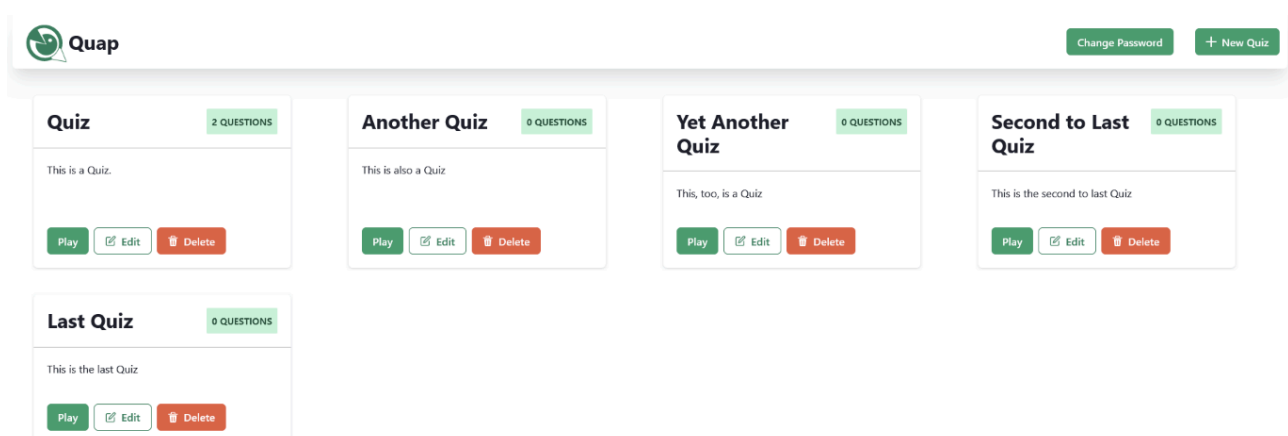 Quap
Change Password
+ New Quiz
Quiz
2 QUESTIONS
This is a Quiz.
Play
Edit
Delete
Another Quiz
0 QUESTIONS
This is also a Quiz
Play
Edit
Delete
Yet Another
Quiz
0 QUESTIONS
This, too, is a Quiz
Play
Edit
Delete
Second to Last
Quiz
0 QUESTIONS
This is the second to last Quiz
Play
Edit
Delete
Last Quiz
0 QUESTIONS
This is the last Quiz
Play
Edit
Delete